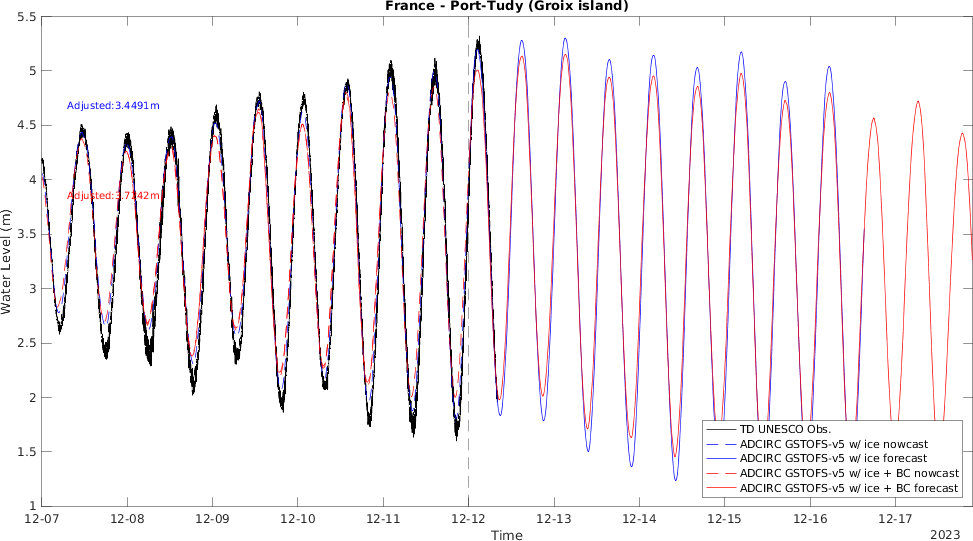 France - Port-Tudy (Groix island)
5.5
5
4.5
4
3.5
3
2.5
2
1.5
1
Water Level (m)
Adjusted:3.4491m
Adjusted:3.7242m
TD UNESCO Obs.
ADCIRC GSTOFS-v5 w/ ice nowcast
ADCIRC GSTOFS-v5 w/ ice forecast
ADCIRC GSTOFS-v5 w/ ice + BC nowcast
ADCIRC GSTOFS-v5 w/ ice + BC forecast
12-07 12-08 12-09 12-10 12-11 12-12 12-13 12-14 12-15 12-16 12-17
Time
2023